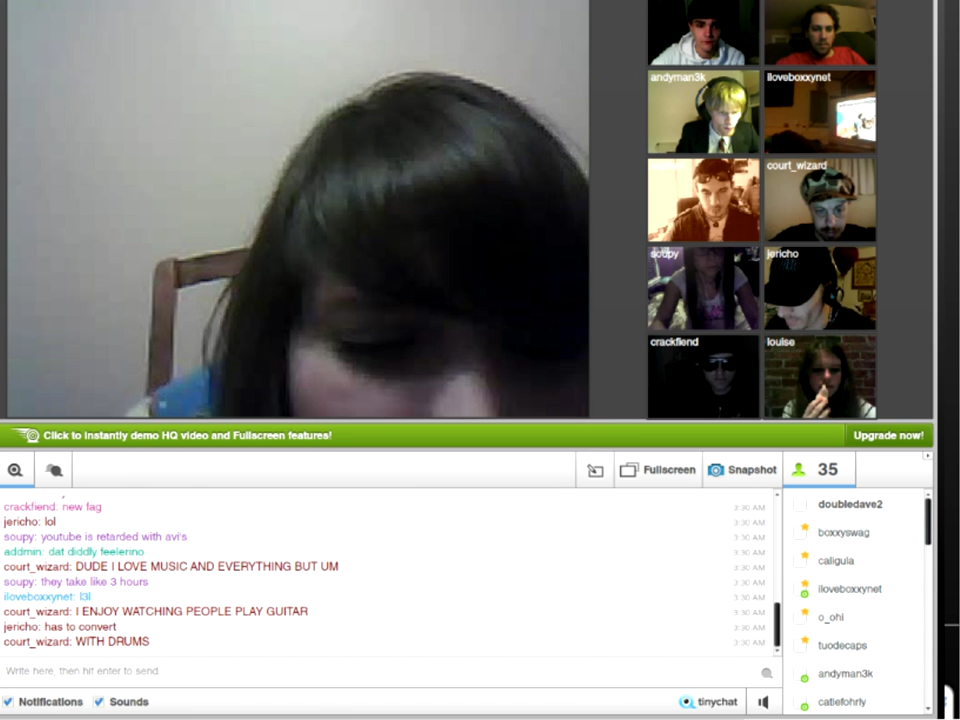 andyman3k
iloveboxxynet
court_wizard
soupy
jericho
crackfiend
louise
Click to instantly demo HQ video and Fullscreen features!
Upgrade now!
Fullscreen
Snapshot
35
crackfiend: new fag
3:30 AM
jericho: lol
3:30 AM
soupy: youtube is retarded with avi's
3:30 AM
addmin: dat diddly feelerino
3:30 AM
court_wizard: DUDE I LOVE MUSIC AND EVERYTHING BUT UM
3:30 AM
soupy: they take like 3 hours
3:30 AM
iloveboxxynet: l3l
3:30 AM
court_wizard: I ENJOY WATCHING PEOPLE PLAY GUITAR
3:30 AM
jericho: has to convert
3:30 AM
court_wizard: WITH DRUMS
3:30 AM
doubledave2
boxxyswag
caligula
iloveboxxynet
o_ohi
tuodecaps
andyman3k
catiefohrly
Write here, then hit enter to send
Notifications
Sounds
tinychat